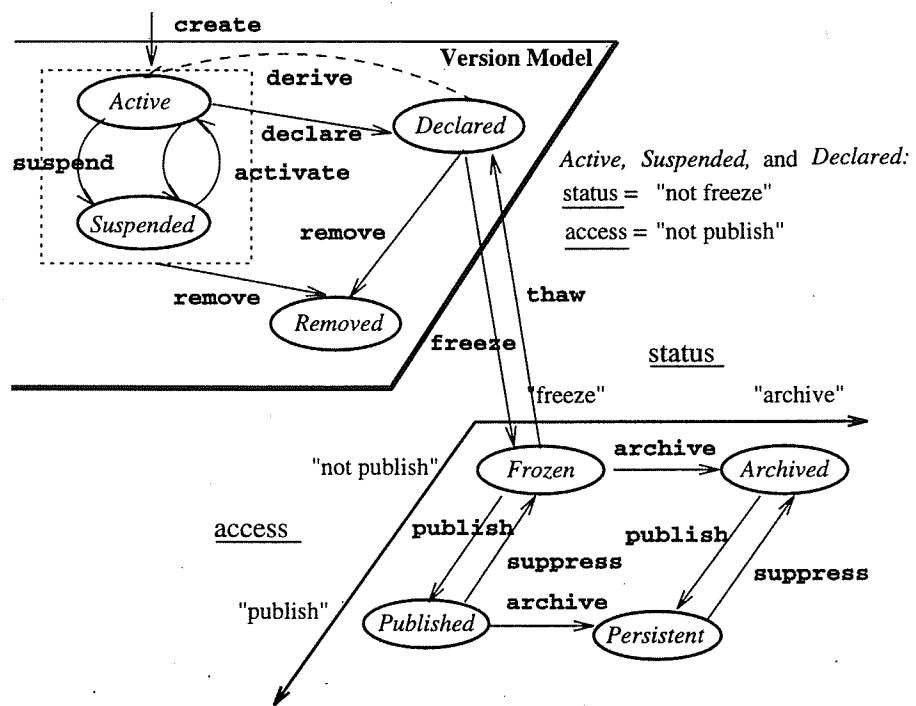 create
Version Model
derive
Active
Declared
declare
suspend
activate
Active, Suspended, and Declared:
status = "not freeze"
Suspended
access = "not publish"
remove
remove
thaw
Removed
freeze
status
"freeze"
"archive"
archive
"not publish"
Frozen
Archived
access
publish
publish
suppress
suppress
"publish"
archive
Published
Persistent